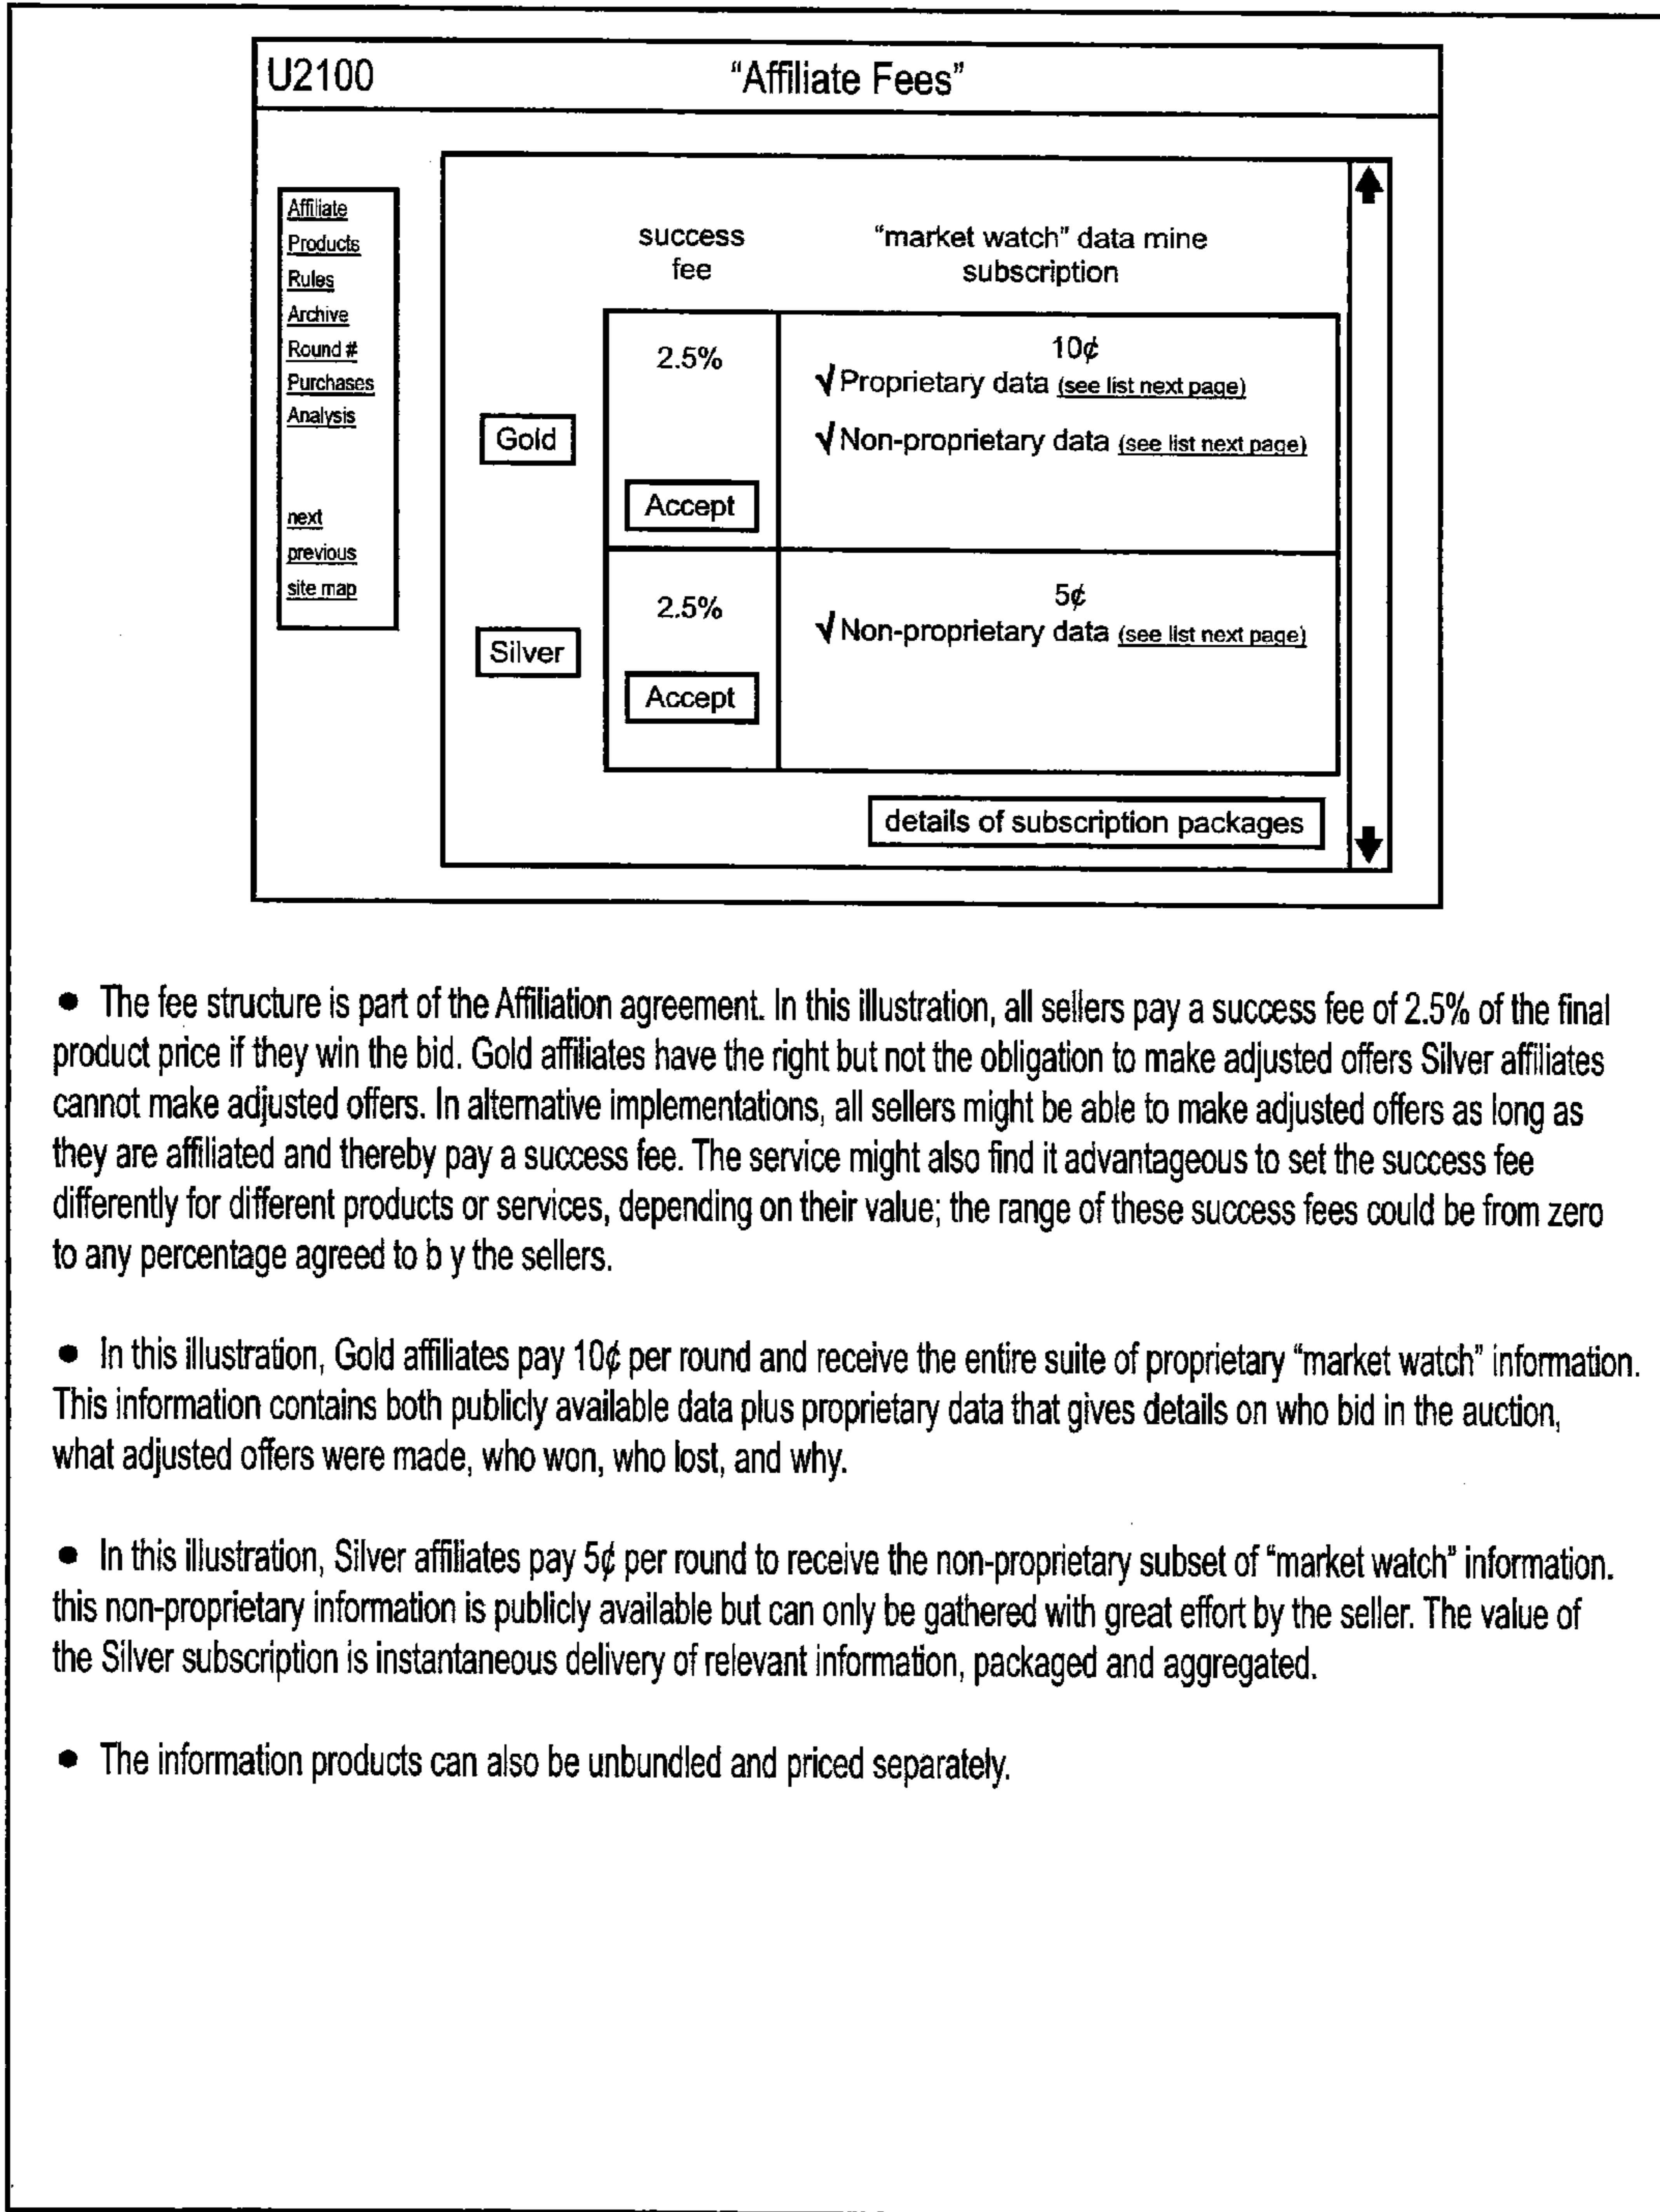 U2100 "Affiliate Fees"
Affiliate
Products
Rules
Archive
Round #
Purchases
Analysis
next
previous
site map
success
fee
"market watch" data mine
subscription
Gold
2.5%
Accept
10¢
√ Proprietary data (see list next page)
√ Non-proprietary data (see list next page)
Silver
2.5%
Accept
5¢
√ Non-proprietary data (see list next page)
details of subscription packages
• The fee structure is part of the Affiliation agreement. In this illustration, all sellers pay a success fee of 2.5% of the final
product price if they win the bid. Gold affiliates have the right but not the obligation to make adjusted offers Silver affiliates
cannot make adjusted offers. In alternative implementations, all sellers might be able to make adjusted offers as long as
they are affiliated and thereby pay a success fee. The service might also find it advantageous to set the success fee
differently for different products or services, depending on their value; the range of these success fees could be from zero
to any percentage agreed to b y the sellers.
• In this illustration, Gold affiliates pay 10¢ per round and receive the entire suite of proprietary "market watch" information.
This information contains both publicly available data plus proprietary data that gives details on who bid in the auction,
what adjusted offers were made, who won, who lost, and why.
• In this illustration, Silver affiliates pay 5¢ per round to receive the non-proprietary subset of "market watch" information.
this non-proprietary information is publicly available but can only be gathered with great effort by the seller. The value of
the Silver subscription is instantaneous delivery of relevant information, packaged and aggregated.
• The information products can also be unbundled and priced separately.